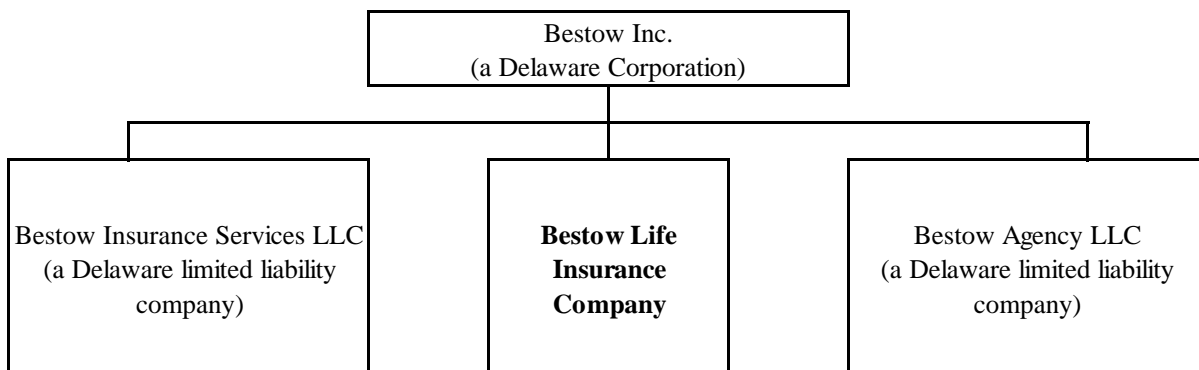 Bestow Inc.
(a Delaware Corporation)
Bestow Insurance Services LLC
(a Delaware limited liability
company)
Bestow Life
Insurance
Company
Bestow Agency LLC
(a Delaware limited liability
company)